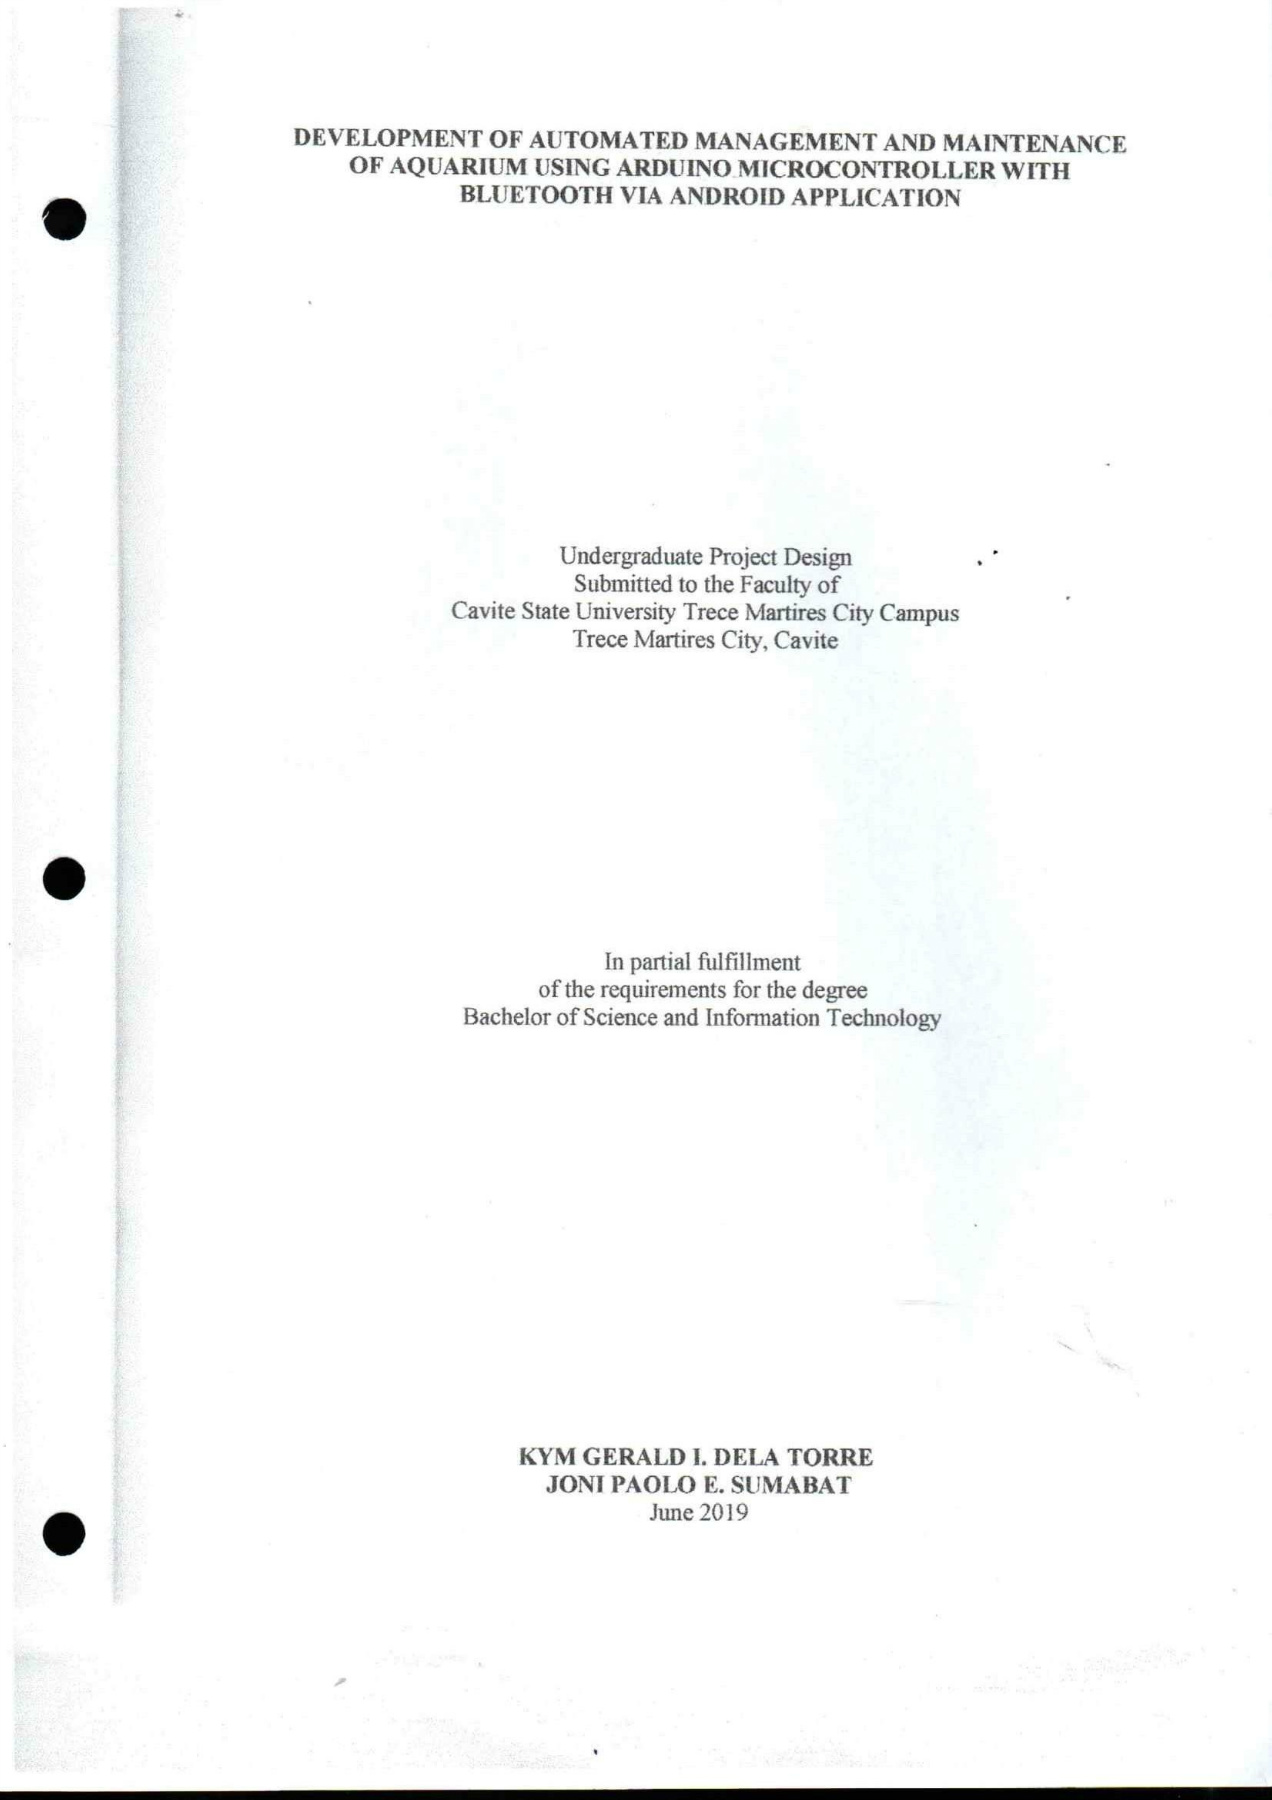 DEVELOPMENT OF AUTOMATED MANAGEMENT AND MAINTENANCE
OF AQUARIUM USING ARDUINO MICROCONTROLLER WITH
BLUETOOTH VIA ANDROID APPLICATION
Undergraduate Project Design
Submitted to the Faculty of
Cavite State University Trece Martires City Campus
Trece Martires City, Cavite
In partial fulfillment
of the requirements for the degree
Bachelor of Science and Information Technology
KYM GERALD I. DELA TORRE
JONI PAOLO E. SUMABAT
June 2019